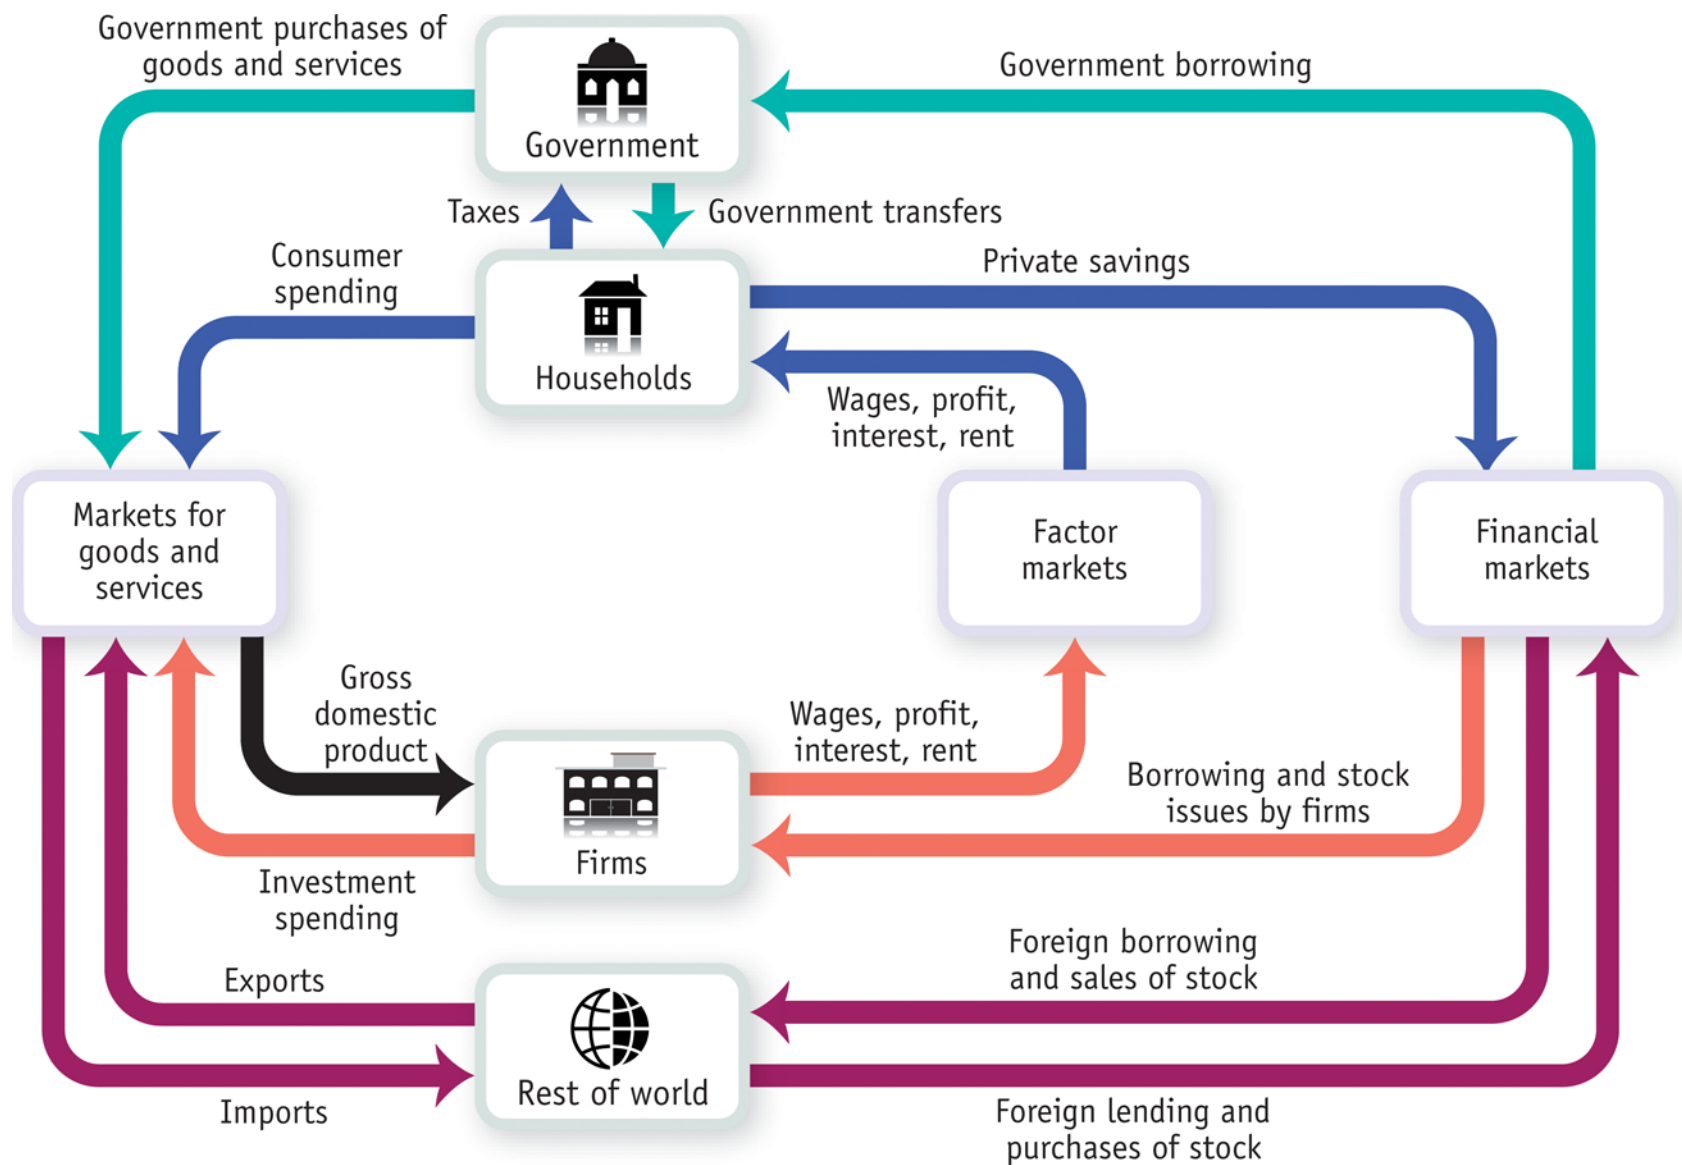 Government purchases of
goods and services
Government borrowing
Government
Taxes
Government transfers
Consumer
spending
Private savings
Households
Wages, profit,
interest, rent
Markets for
goods and
services
Factor
markets
Financial
markets
Gross
domestic
product
Wages, profit,
interest, rent
Borrowing and stock
issues by firms
Firms
Investment
spending
Foreign borrowing
and sales of stock
Exports
Rest of world
Imports
Foreign lending and
purchases of stock